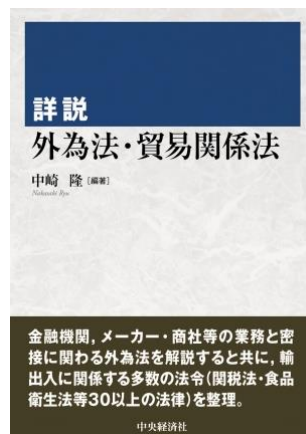 詳説
外為法・貿易関係法
中崎 隆［編著］
Nakasaki Ryu
金融機関，メーカー・商社等の業務と密
接に関わる外為法を解説すると共に，輸
出入に関係する多数の法令（関税法・食品
衛生法等30以上の法律）を整理。
中央経済社